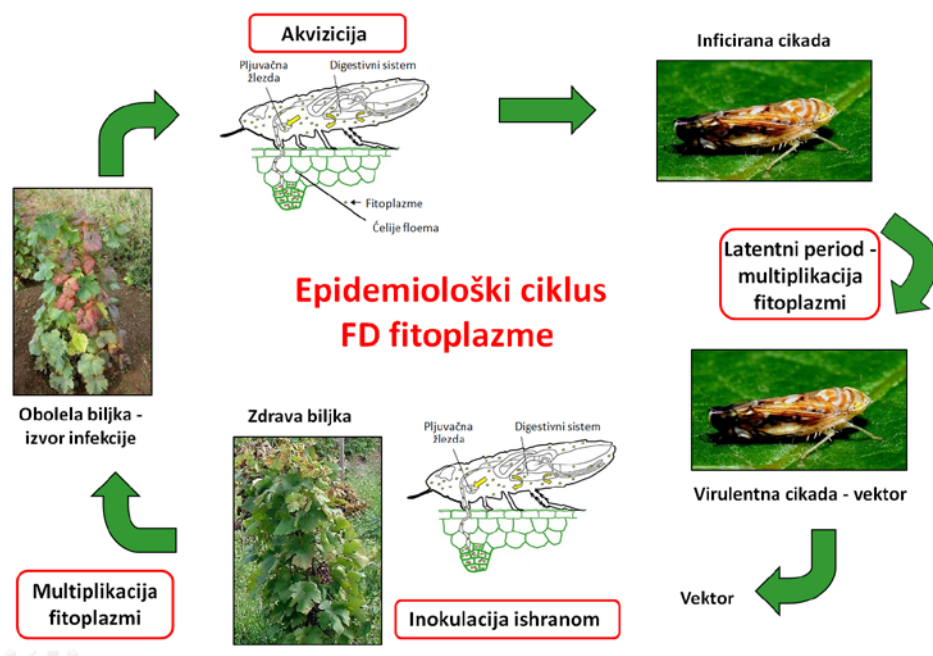 Akvizicija
Pljuvačna
žlezda
Digestivni sistem
Fitoplazme
Ćelije floema
Inficirana cikada
Latentni period -
multiplikacija
fitoplazmi
Epidemiološki ciklus
FD fitoplazme
Virulentna cikada - vektor
Vektor
Pljuvačna
žlezda
Digestivni sistem
Inokulacija ishranom
Zdrava biljka
Multiplikacija
fitoplazmi
Obolela biljka -
izvor infekcije